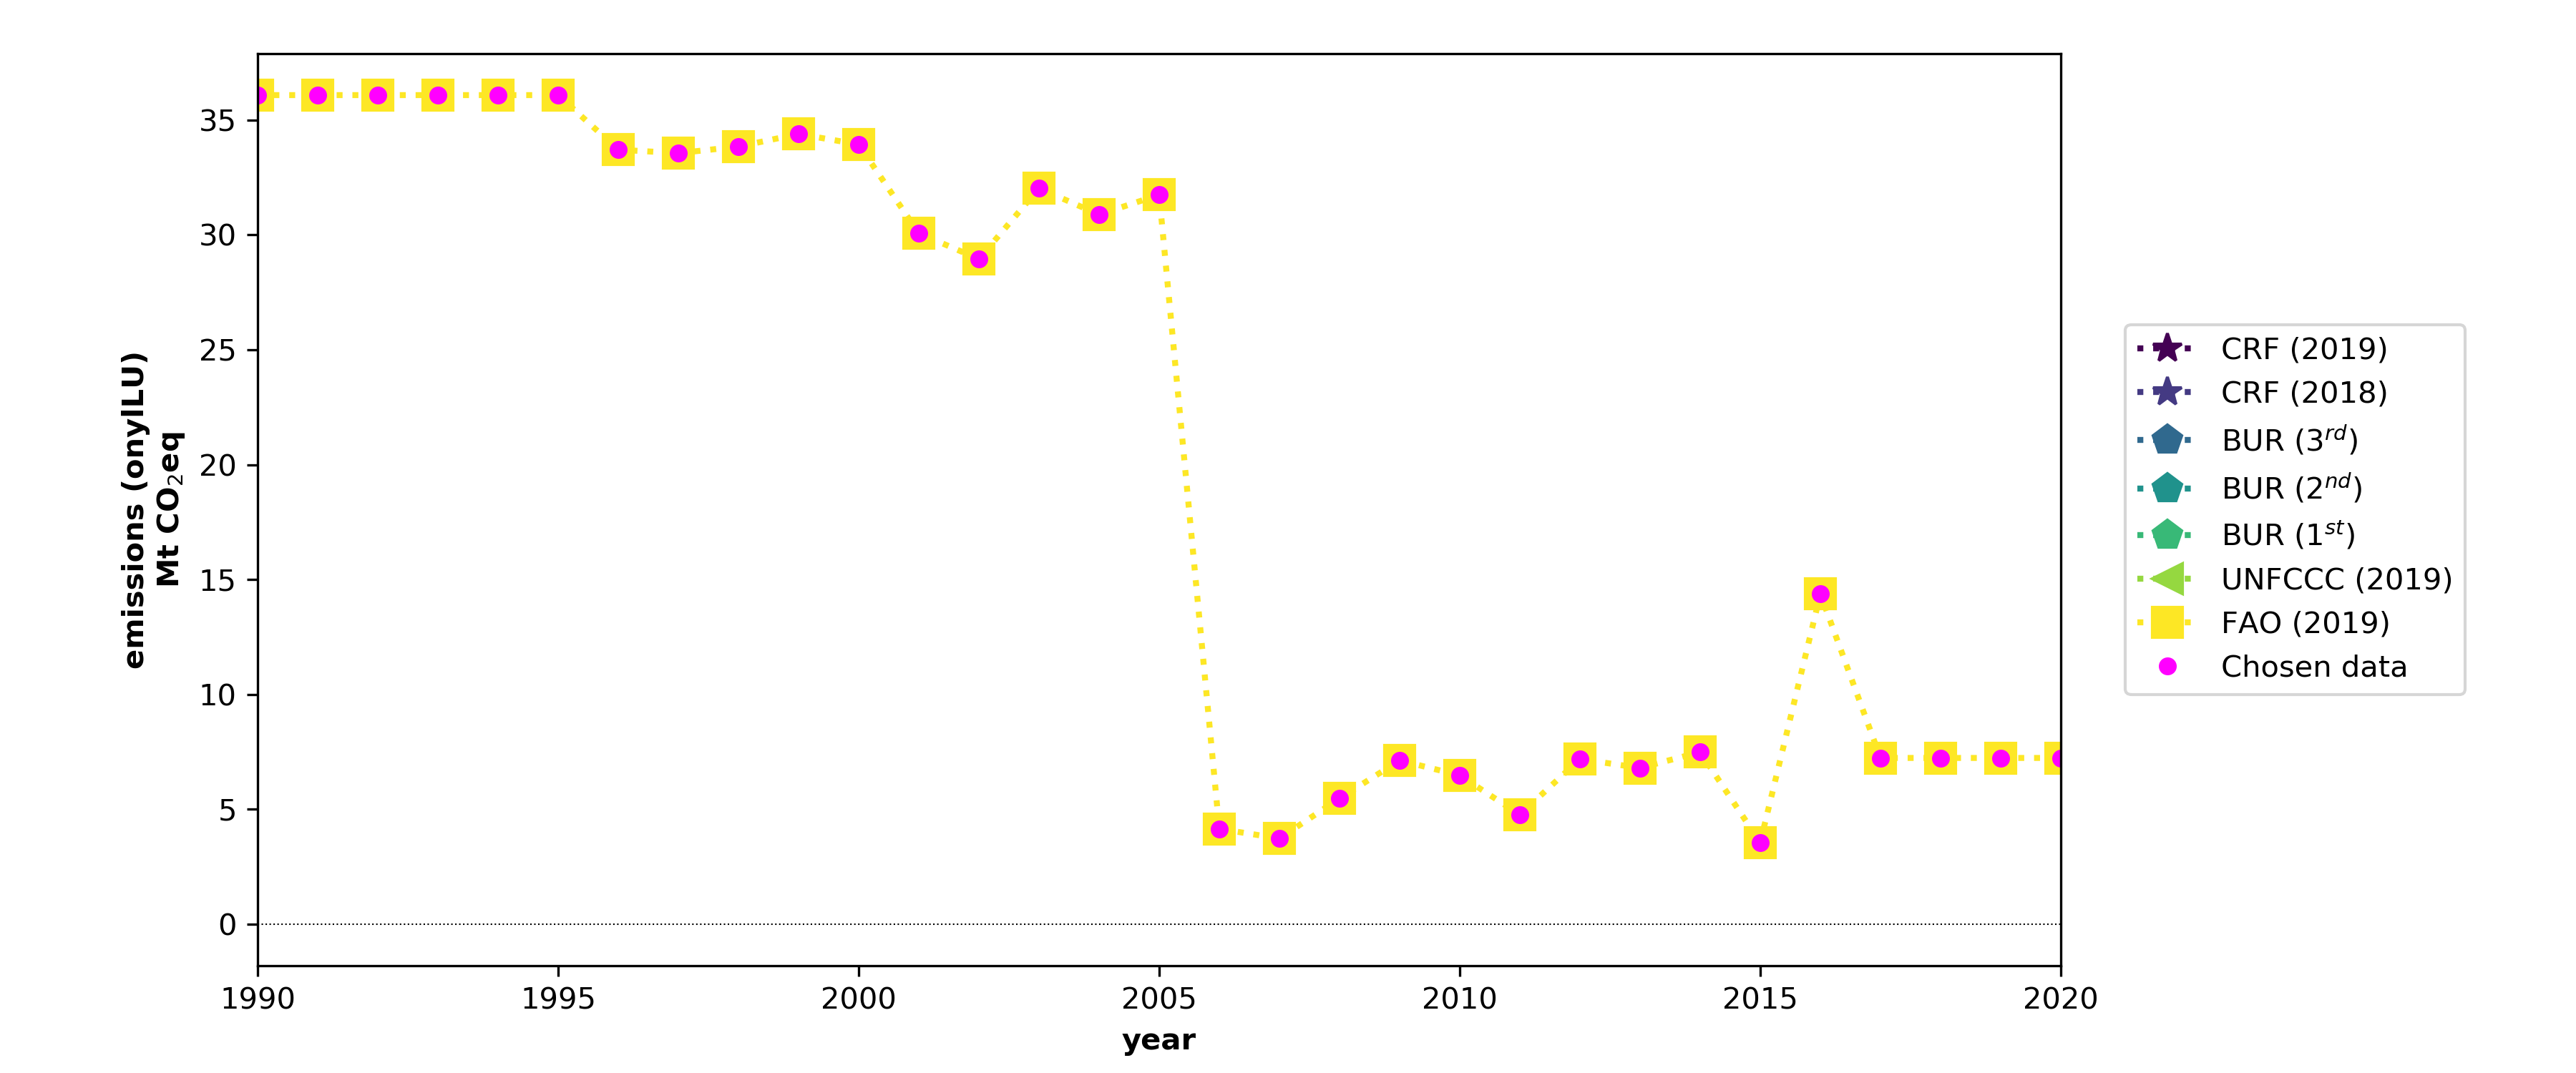 emissions (onylLU)
Mt CO₂eq
35
30
25
20
15
10
5
0
1990 1995 2000 2005 2010 2015 2020
year
CRF (2019)
CRF (2018)
BUR (3ʳᵈ)
BUR (2ⁿᵈ)
BUR (1ˢᵗ)
UNFCCC (2019)
FAO (2019)
Chosen data